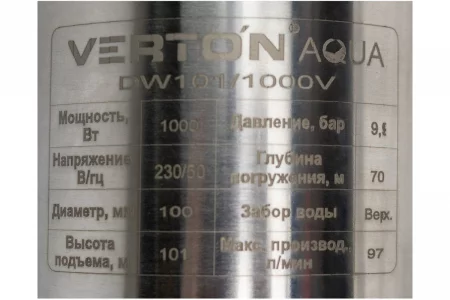 VERTON® AQUA
DW101/1000V
Мощность, Вт 1000 Давление, бар 9,8
Напряжение, В/гц 230/50 Глубина погружения, м 70
Диаметр, мм 100 Забор воды Верх.
Высота подъема, м 101 Макс. производ., л/мин 97